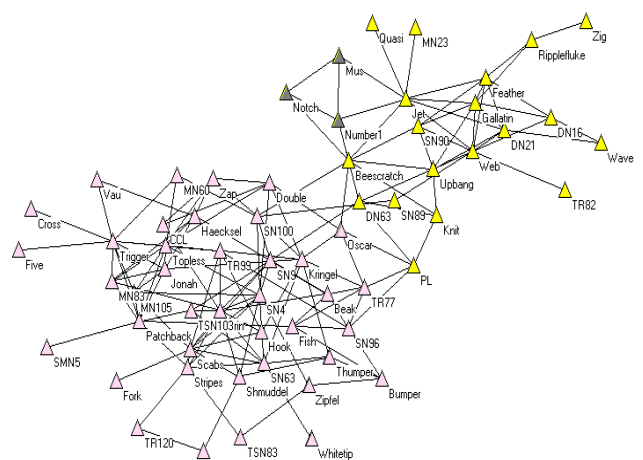 Quasi
MN23
Zig
Ripplefluke
Mus
Feather
Notch
Jet
Gallatin
Number1
SN90
DN16
DN21
Web
Wave
Beescratch
Upbang
TR82
MN60
Zap
Double
Vau
DN63
SN89
Knit
Cross
Haecksel
SN100
CCL
Oscar
Trigger
Topless
TR99
SN9
Kringel
PL
Five
Jonah
MN83
MN105
SN4
Beak
TR77
TSN103
Patchback
Hook
Fish
SN96
SMN5
Scabs
Fork
Stripes
SN63
Thumper
Shmuddel
Zipfel
Bumper
TR120
TSN83
Whitetip